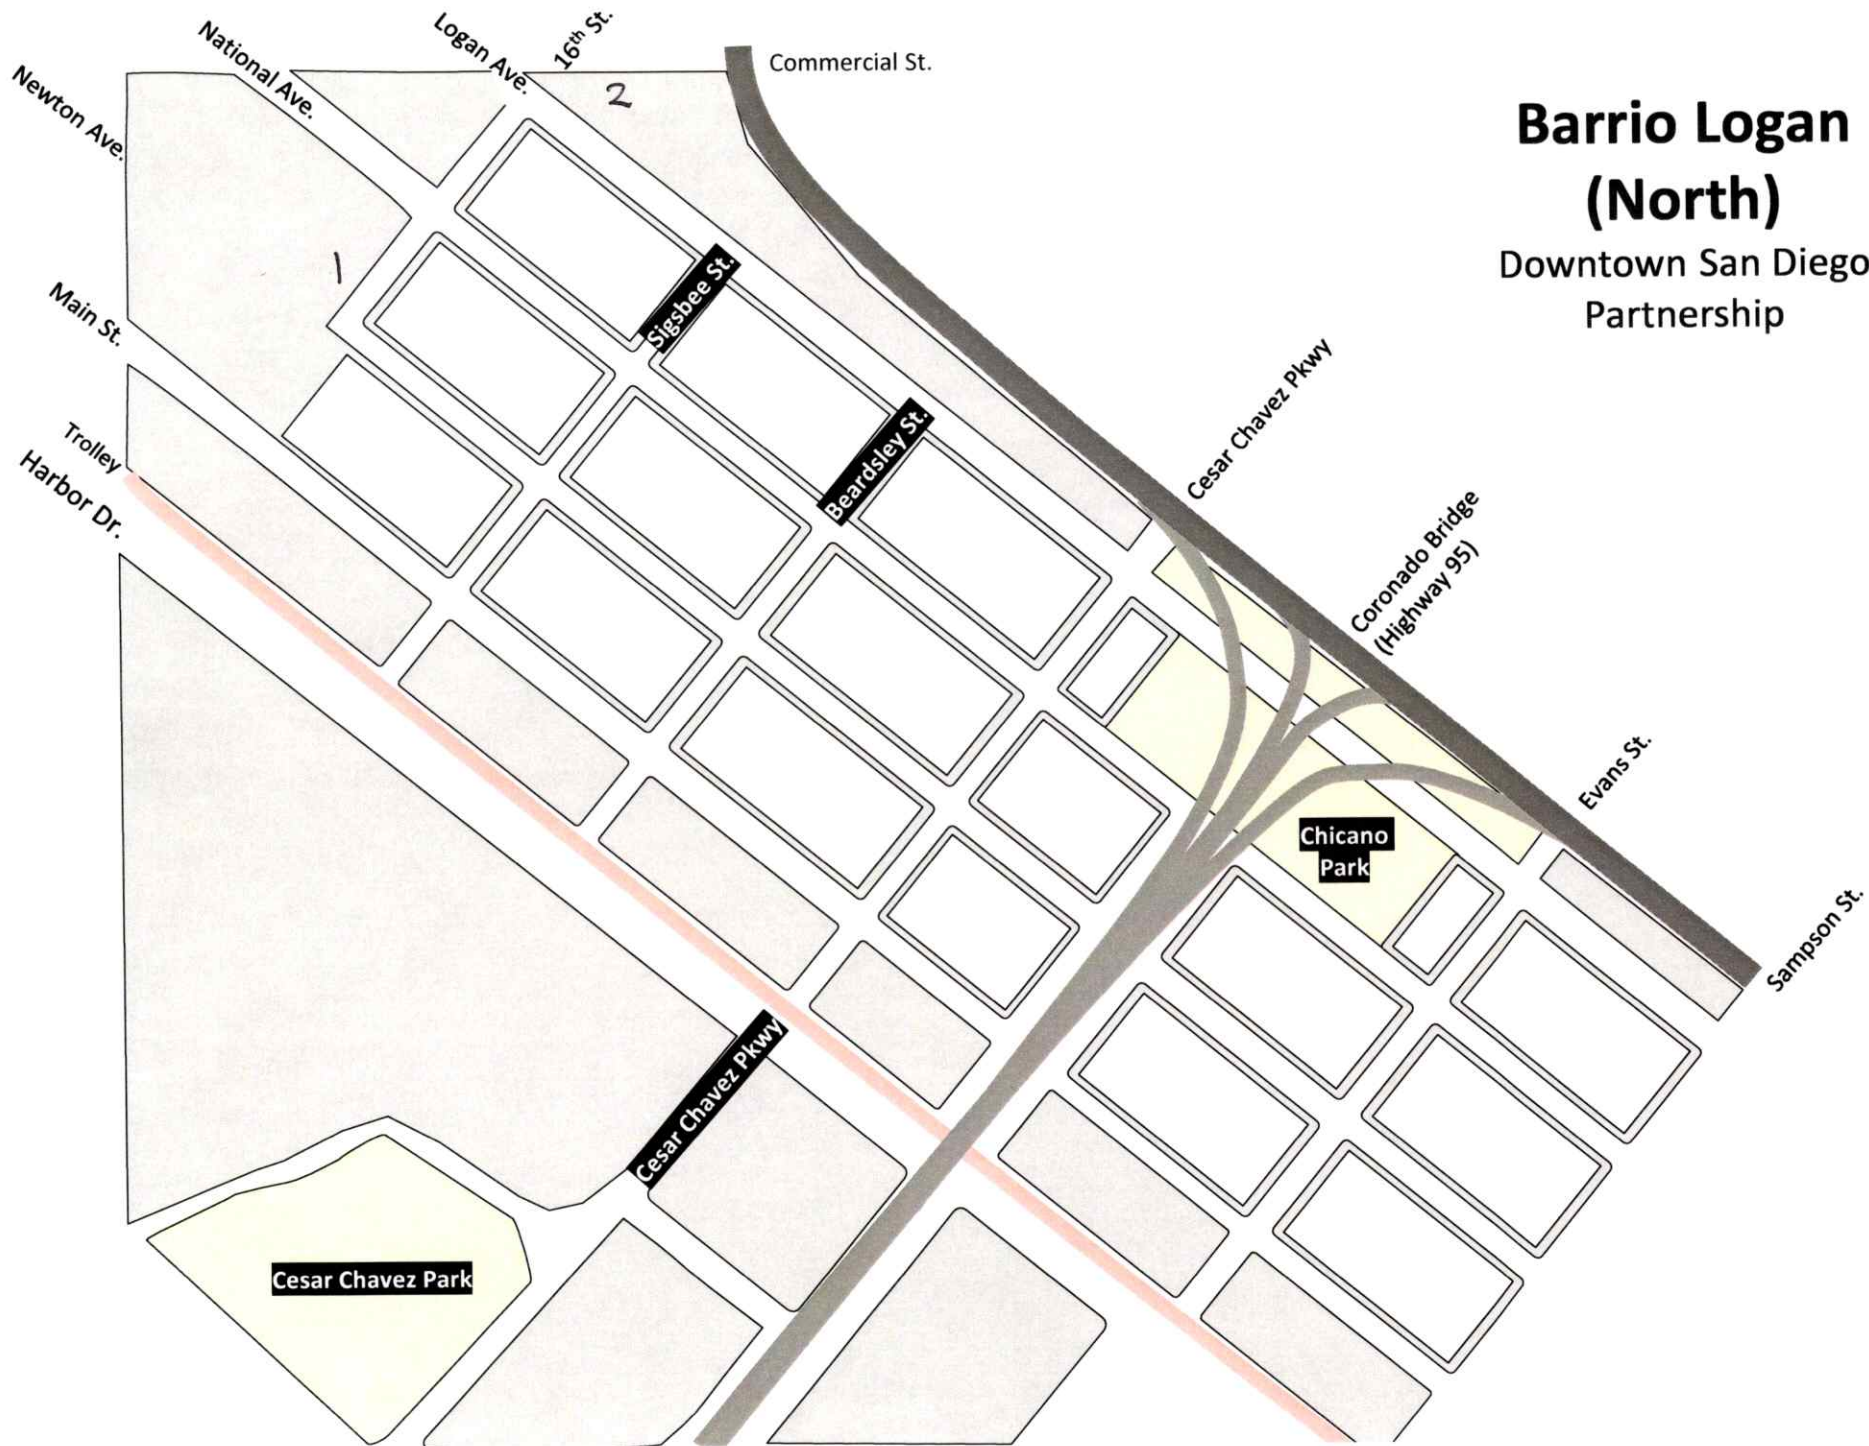 Barrio Logan
(North)
Downtown San Diego
Partnership
Newton Ave.
National Ave.
Logan Ave.
16th St.
Commercial St.
2
1
Main St.
Trolley
Harbor Dr.
Sigsbee St.
Beardsley St.
Cesar Chavez Pkwy
Coronado Bridge
(Highway 95)
Evans St.
Sampson St.
Chicano
Park
Cesar Chavez Pkwy
Cesar Chavez Park